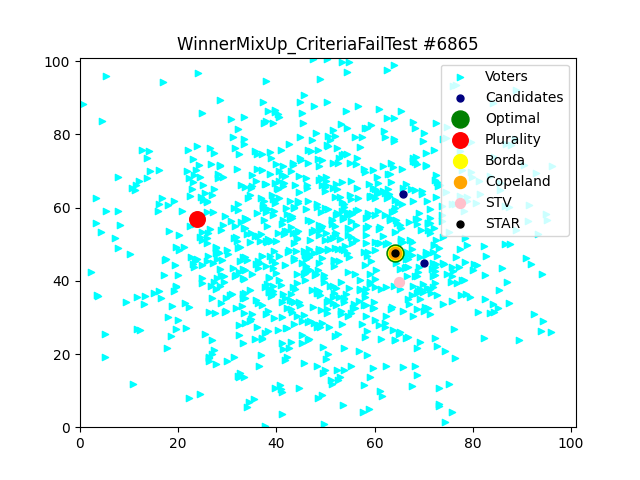 WinnerMixUp_CriteriaFailTest #6865
100
80
60
40
20
0
0 20 40 60 80 100
Voters
Candidates
Optimal
Plurality
Borda
Copeland
STV
STAR